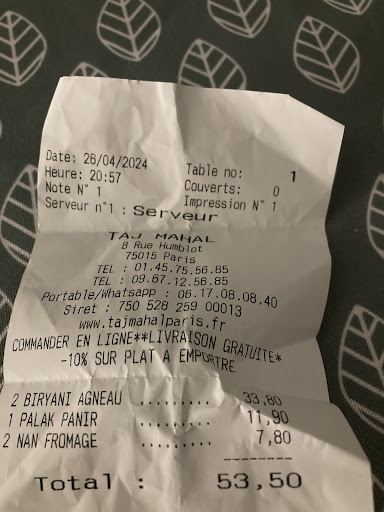 Date: 26/04/2024
Table no: 1
Heure: 20:57
Couverts: 0
Note N° 1
Impression N° 1
Serveur n°1 : Serveur
TAJ MAHAL
8 Rue Humblot
75015 Paris
TEL : 01.45.75.56.85
TEL : 09.67.12.56.85
Portable/Whatsapp : 06.17.08.08.40
Siret : 750 528 259 00013
www.tajmahalparis.fr
COMMANDER EN LIGNE**LIVRAISON GRATUITE*
-10% SUR PLAT A EMPORTRE
2 BIRYANI AGNEAU ......... 33,80
1 PALAK PANIR ......... 11,90
2 NAN FROMAGE ......... 7,80
Total : 53,50